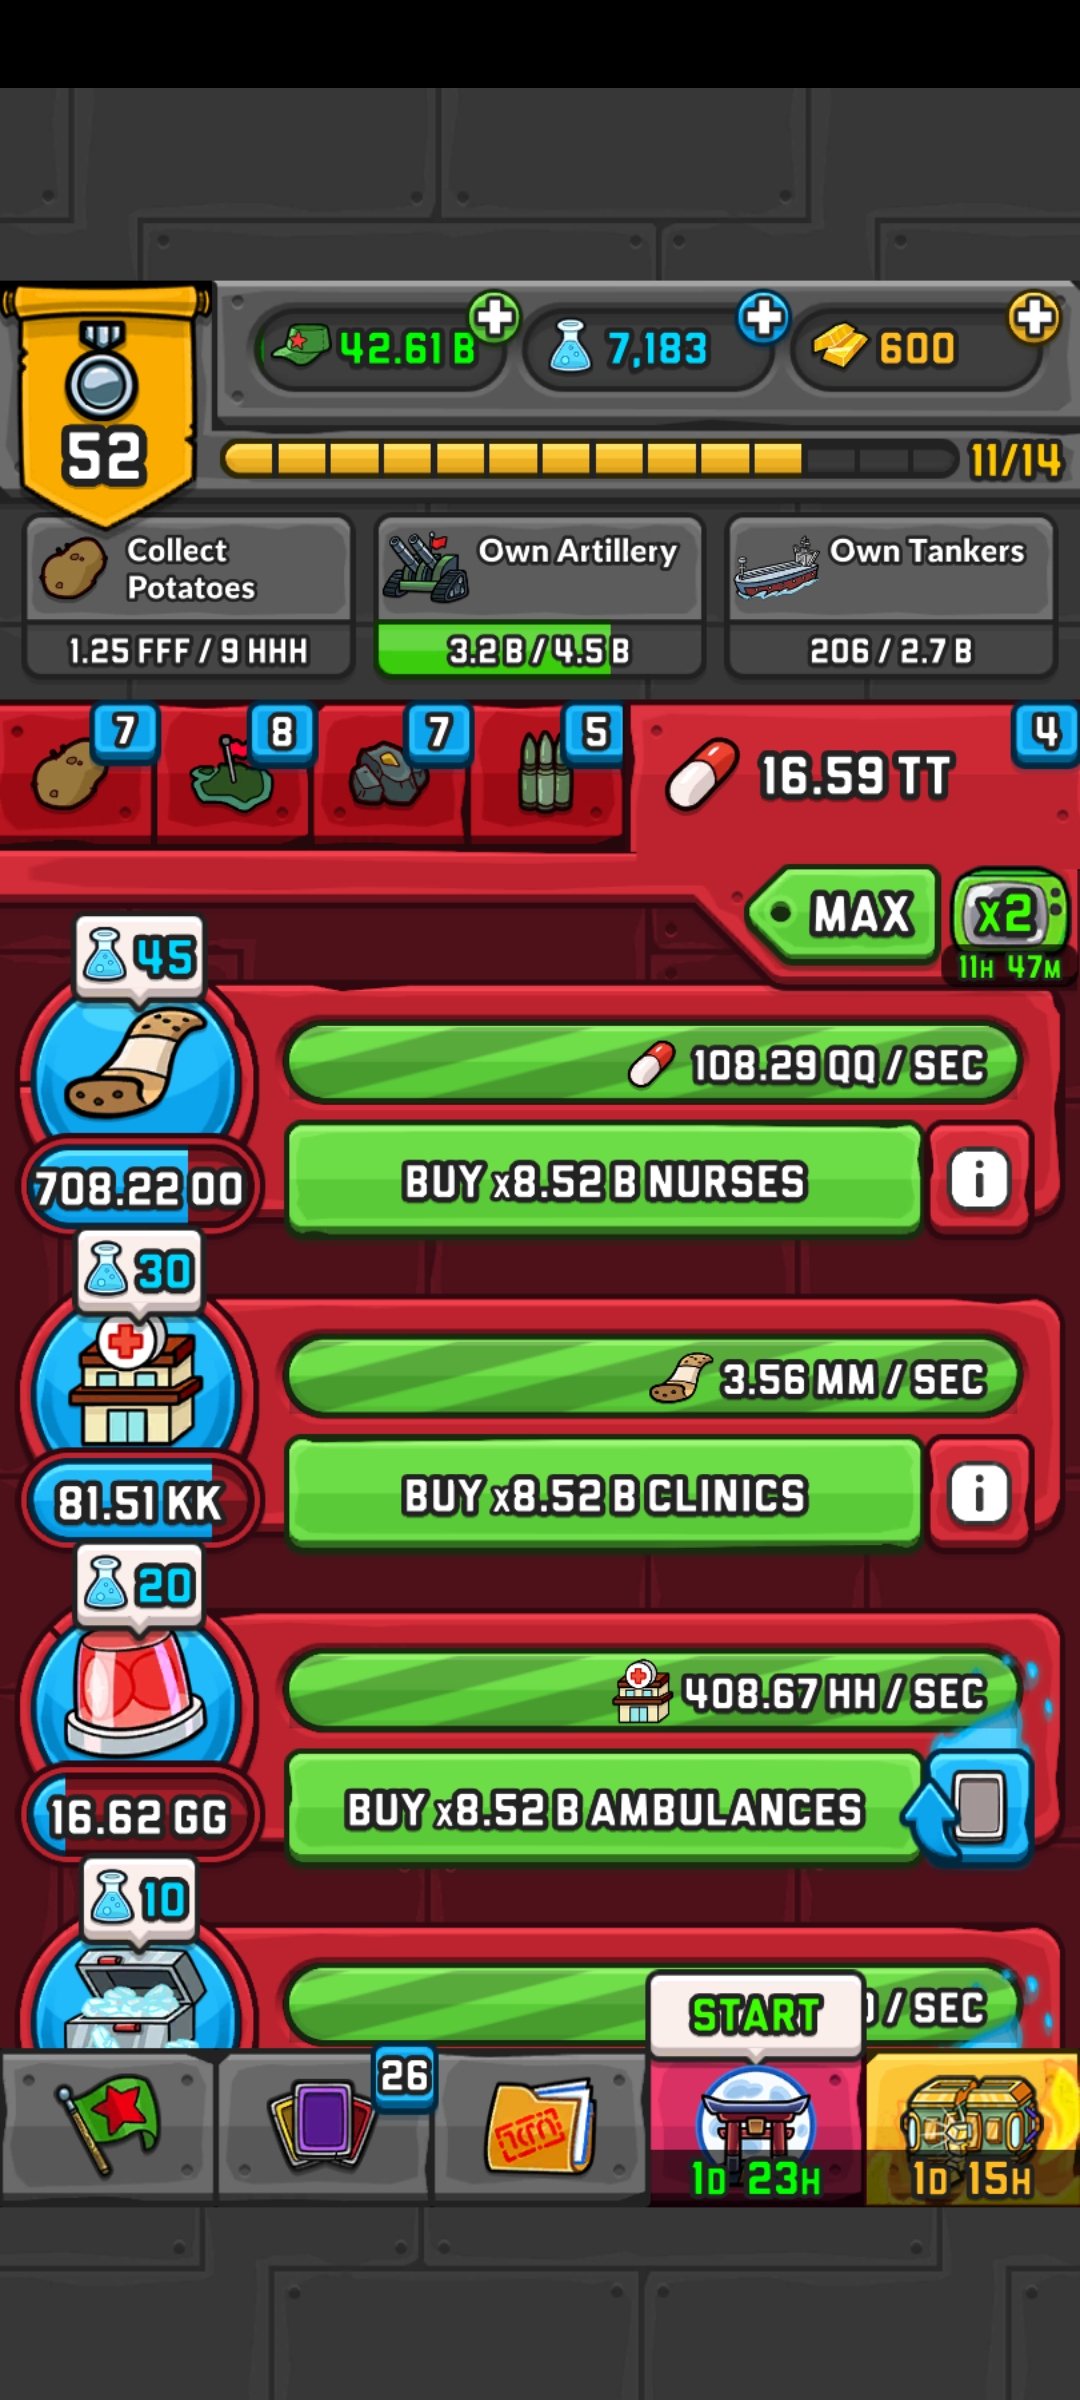 42.61 B
7,183
600
52
11/14
Collect
Potatoes
1.25 FFF / 9 HHH
Own Artillery
3.2 B / 4.5 B
Own Tankers
206 / 2.7 B
7
8
7
5
16.59 TT
4
MAX
x2
11H 47M
45
108.29 QQ / SEC
708.22 OO
BUY x8.52 B NURSES
i
30
3.56 MM / SEC
81.51 KK
BUY x8.52 B CLINICS
i
20
408.67 HH / SEC
16.62 GG
BUY x8.52 B AMBULANCES
10
/ SEC
START
26
1D 23H
1D 15H